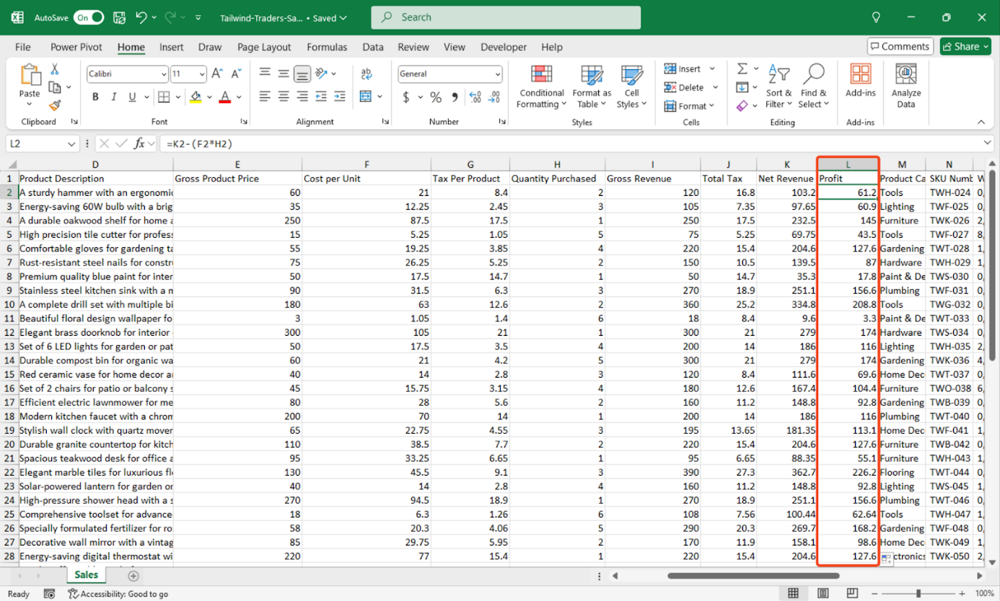 AutoSave On Tailwind-Traders-Sa... • Saved Search
File Power Pivot Home Insert Draw Page Layout Formulas Data Review View Developer Help Comments Share
Paste Calibri 11 B I U A General $ % Conditional Formatting Format as Table Cell Styles Insert Delete Format Sort & Filter Find & Select Add-ins Analyze Data
Clipboard Font Alignment Number Styles Cells Editing Add-ins
L2 fx =K2-(F2*H2)
D E F G H I J K L M N
1 Product Description Gross Product Price Cost per Unit Tax Per Product Quantity Purchased Gross Revenue Total Tax Net Revenue Profit Product Ca SKU Numb W
2 A sturdy hammer with an ergonomic 60 21 8.4 2 120 16.8 103.2 61.2 Tools TWH-024 0,
3 Energy-saving 60W bulb with a brig 35 12.25 2.45 3 105 7.35 97.65 60.9 Lighting TWF-025 0,
4 A durable oakwood shelf for home a 250 87.5 17.5 1 250 17.5 232.5 145 Furniture TWK-026 2,
5 High precision tile cutter for profess 15 5.25 1.05 5 75 5.25 69.75 43.5 Tools TWF-027 8,
6 Comfortable gloves for gardening ta 55 19.25 3.85 4 220 15.4 204.6 127.6 Gardening TWT-028 1,
7 Rust-resistant steel nails for constru 75 26.25 5.25 2 150 10.5 139.5 87 Hardware TWH-029 1,
8 Premium quality blue paint for inter 50 17.5 14.7 1 50 14.7 35.3 17.8 Paint & De TWS-030 0,
9 Stainless steel kitchen sink with a m 90 31.5 6.3 3 270 18.9 251.1 156.6 Plumbing TWF-031 0,
10 A complete drill set with multiple bi 180 63 12.6 2 360 25.2 334.8 208.8 Tools TWG-032 0,
11 Beautiful floral design wallpaper fo 3 1.05 1.4 6 18 8.4 9.6 3.3 Paint & De TWT-033 0,
12 Elegant brass doorknob for interior 300 105 21 1 300 21 279 174 Hardware TWS-034 0,
13 Set of 6 LED lights for garden or pat 50 17.5 3.5 4 200 14 186 116 Lighting TWH-035 2,
14 Durable compost bin for organic wa 60 21 4.2 5 300 21 279 174 Gardening TWK-036 4,
15 Red ceramic vase for home decor a 40 14 2.8 3 120 8.4 111.6 69.6 Home Dec TWT-037 0,
16 Set of 2 chairs for patio or balcony s 45 15.75 3.15 4 180 12.6 167.4 104.4 Furniture TWO-038 6,
17 Efficient electric lawnmower for me 80 28 5.6 2 160 11.2 148.8 92.8 Gardening TWB-039 0,
18 Modern kitchen faucet with a chrom 200 70 14 1 200 14 186 116 Plumbing TWT-040 0,
19 Stylish wall clock with quartz mover 65 22.75 4.55 3 195 13.65 181.35 113.1 Home Dec TWF-041 1,
20 Durable granite countertop for kitch 110 38.5 7.7 2 220 15.4 204.6 127.6 Furniture TWB-042 0,
21 Spacious teakwood desk for office a 95 33.25 6.65 1 95 6.65 88.35 55.1 Furniture TWH-043 1,
22 Elegant marble tiles for luxurious fl 130 45.5 9.1 3 390 27.3 362.7 226.2 Flooring TWT-044 0,
23 Solar-powered lantern for garden or 40 14 2.8 4 160 11.2 148.8 92.8 Lighting TWS-045 1,
24 High-pressure shower head with a s 270 94.5 18.9 1 270 18.9 251.1 156.6 Plumbing TWT-046 0,
25 Comprehensive toolset for advance 18 6.3 1.26 6 108 7.56 100.44 62.64 Tools TWH-047 1,
26 Specially formulated fertilizer for ro 58 20.3 4.06 5 290 20.3 269.7 168.2 Gardening TWF-048 0,
27 Decorative wall mirror with a vintag 85 29.75 5.95 2 170 11.9 158.1 98.6 Home Dec TWK-049 1,
28 Energy-saving digital thermostat wi 220 77 15.4 1 220 15.4 204.6 127.6 ctronics TWK-050 2,
Sales
Ready Accessibility: Good to go 100%